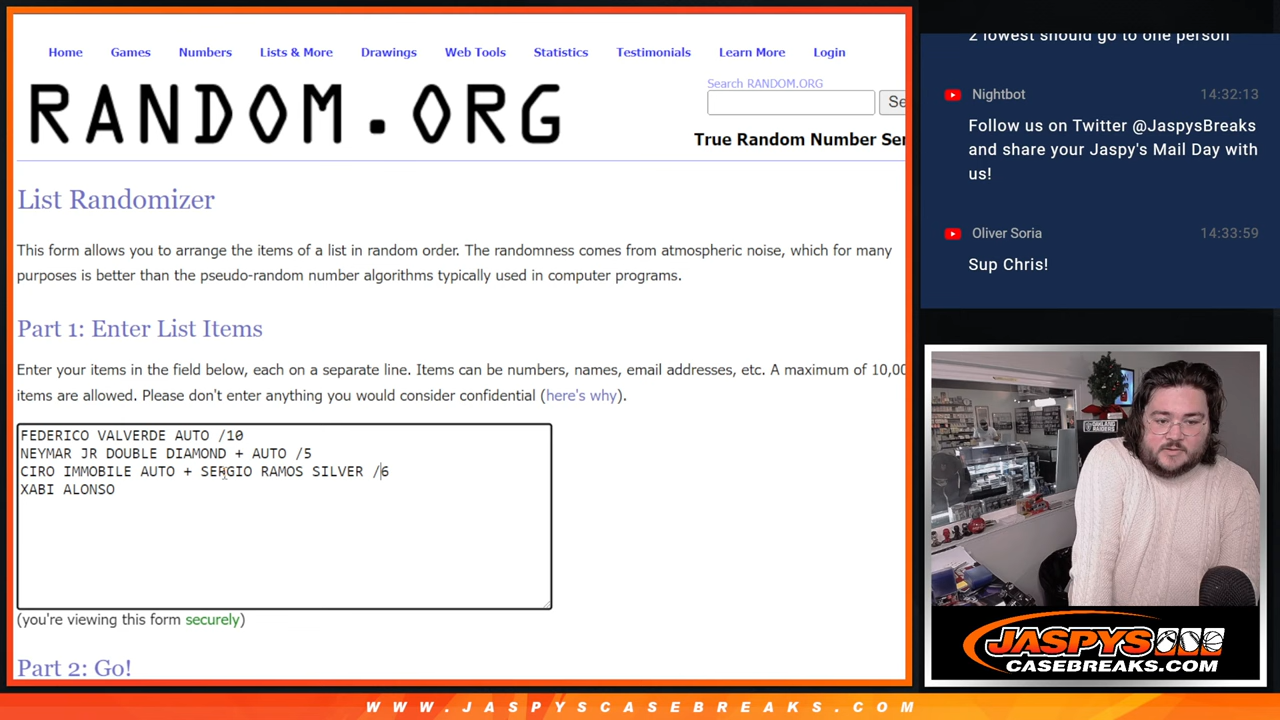 Home Games Numbers Lists & More Drawings Web Tools Statistics Testimonials Learn More Login
RANDOM.ORG
Search RANDOM.ORG
Se
True Random Number Ser
List Randomizer
This form allows you to arrange the items of a list in random order. The randomness comes from atmospheric noise, which for many
purposes is better than the pseudo-random number algorithms typically used in computer programs.
Part 1: Enter List Items
Enter your items in the field below, each on a separate line. Items can be numbers, names, email addresses, etc. A maximum of 10,00
items are allowed. Please don't enter anything you would consider confidential (here's why).
FEDERICO VALVERDE AUTO /10
NEYMAR JR DOUBLE DIAMOND + AUTO /5
CIRO IMMOBILE AUTO + SERGIO RAMOS SILVER /6
XABI ALONSO
(you're viewing this form securely)
Part 2: Go!
2 lowest should go to one person
Nightbot 14:32:13
Follow us on Twitter @JaspysBreaks
and share your Jaspy's Mail Day with
us!
Oliver Soria 14:33:59
Sup Chris!
JASPYS
CASEBREAKS.COM
WWW.JASPYSCASEBREAKS.COM